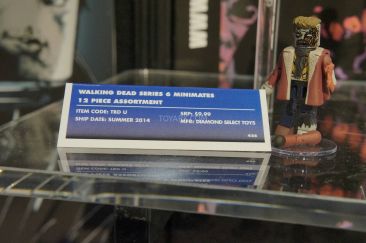 WALKING DEAD SERIES 6 MINIMATES
12 PIECE ASSORTMENT
ITEM CODE: TBD U SRP: $9.99
SHIP DATE: SUMMER 2014 MFR: DIAMOND SELECT TOYS